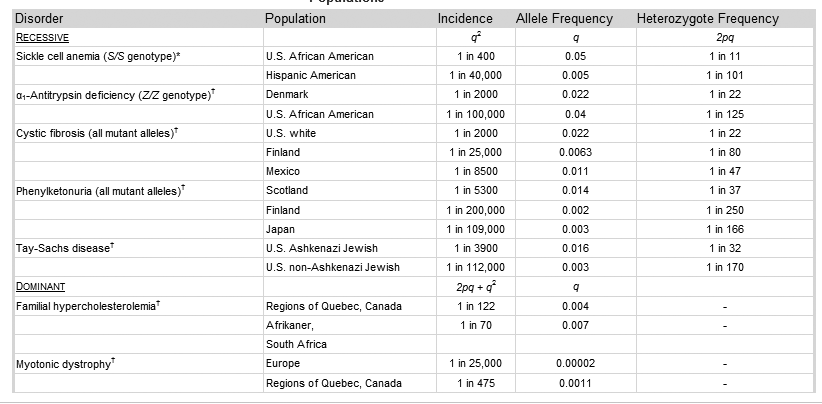 Populations
Disorder Population Incidence Allele Frequency Heterozygote Frequency
RECESSIVE q² q 2pq
Sickle cell anemia (S/S genotype)* U.S. African American 1 in 400 0.05 1 in 11
Hispanic American 1 in 40,000 0.005 1 in 101
α₁-Antitrypsin deficiency (Z/Z genotype)† Denmark 1 in 2000 0.022 1 in 22
U.S. African American 1 in 100,000 0.04 1 in 125
Cystic fibrosis (all mutant alleles)† U.S. white 1 in 2000 0.022 1 in 22
Finland 1 in 25,000 0.0063 1 in 80
Mexico 1 in 8500 0.011 1 in 47
Phenylketonuria (all mutant alleles)† Scotland 1 in 5300 0.014 1 in 37
Finland 1 in 200,000 0.002 1 in 250
Japan 1 in 109,000 0.003 1 in 166
Tay-Sachs disease† U.S. Ashkenazi Jewish 1 in 3900 0.016 1 in 32
U.S. non-Ashkenazi Jewish 1 in 112,000 0.003 1 in 170
DOMINANT 2pq + q² q
Familial hypercholesterolemia† Regions of Quebec, Canada 1 in 122 0.004 -
Afrikaner, 1 in 70 0.007 -
South Africa
Myotonic dystrophy† Europe 1 in 25,000 0.00002 -
Regions of Quebec, Canada 1 in 475 0.0011 -